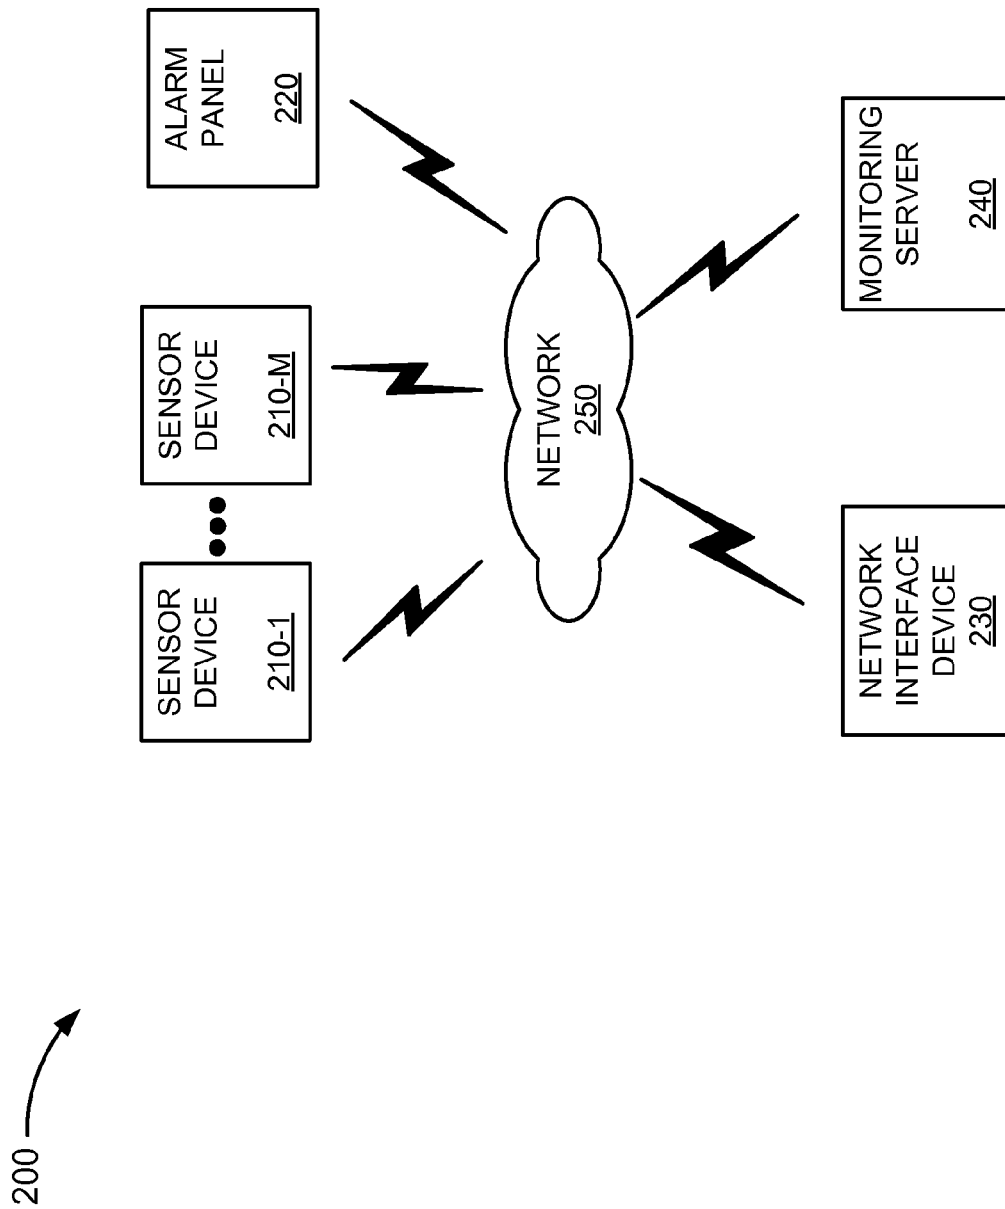 200
SENSOR
DEVICE
210-1
SENSOR
DEVICE
210-M
ALARM
PANEL
220
NETWORK
250
NETWORK
INTERFACE
DEVICE
230
MONITORING
SERVER
240